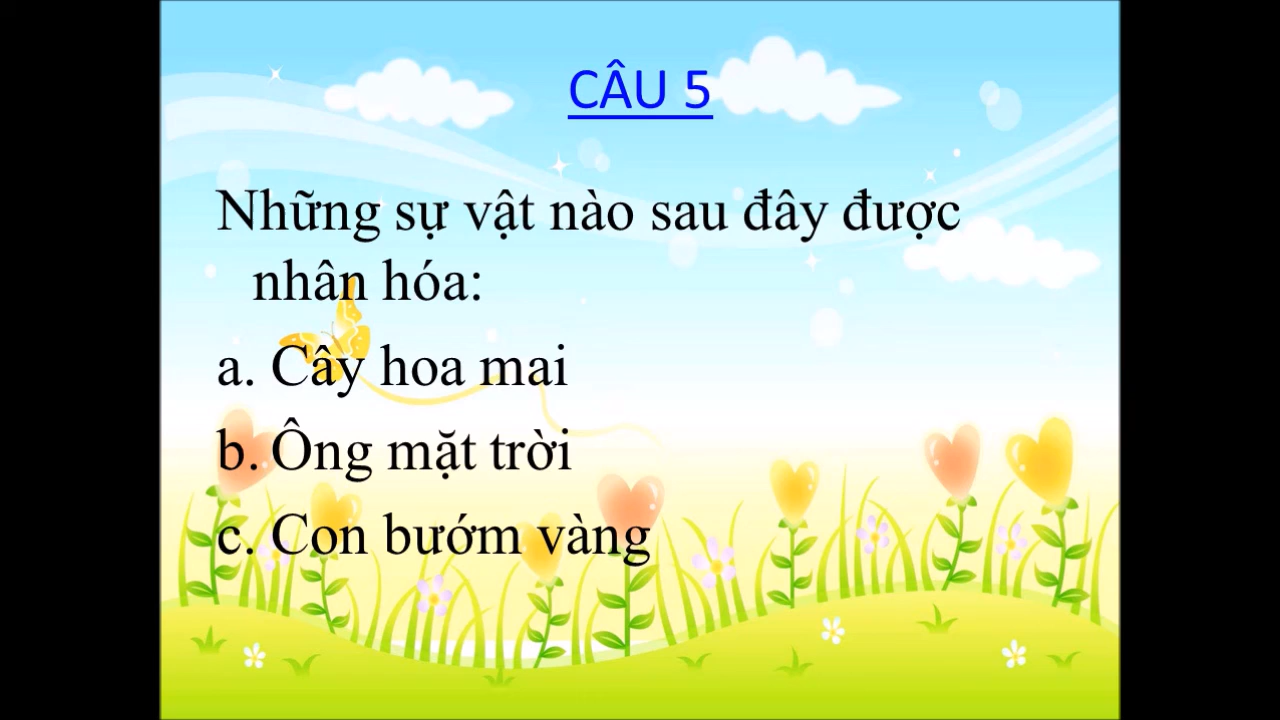 CÂU 5
Những sự vật nào sau đây được
nhân hóa:
a. Cây hoa mai
b. Ông mặt trời
c. Con bướm vàng